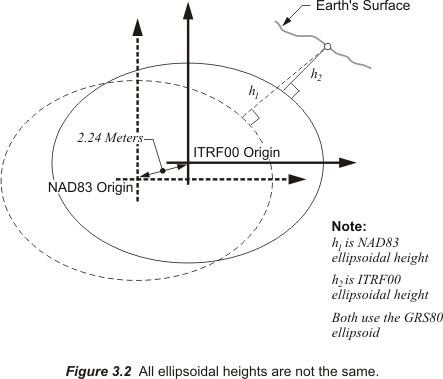 Earth's Surface
h2
h1
2.24 Meters
ITRF00 Origin
NAD83 Origin
Note:
h1 is NAD83
ellipsoidal height
h2 is ITRF00
ellipsoidal height
Both use the GRS80
ellipsoid
Figure 3.2 All ellipsoidal heights are not the same.